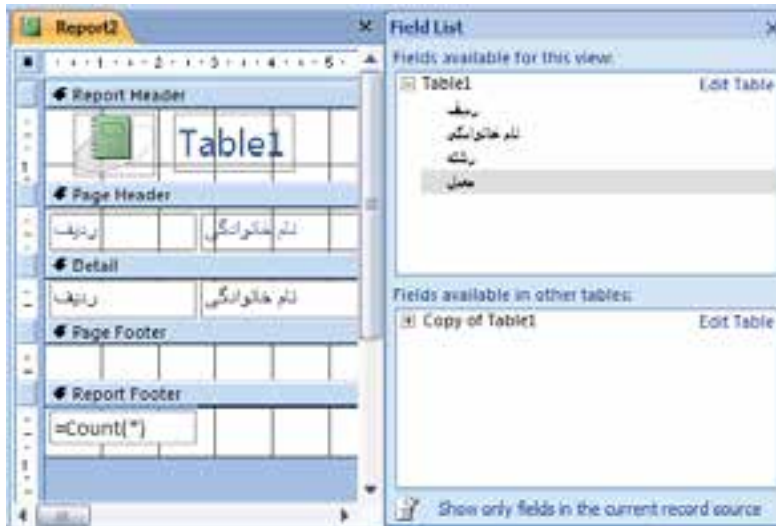 Report2
Report Header
Table1
Page Header
ردیف
نام خانوادگی
Detail
ردیف
نام خانوادگی
Page Footer
Report Footer
=Count(*)
Field List
Fields available for this view:
Table1 Edit Table
ردیف
نام خانوادگی
رشته
معدل
Fields available in other tables:
Copy of Table1 Edit Table
Show only fields in the current record source